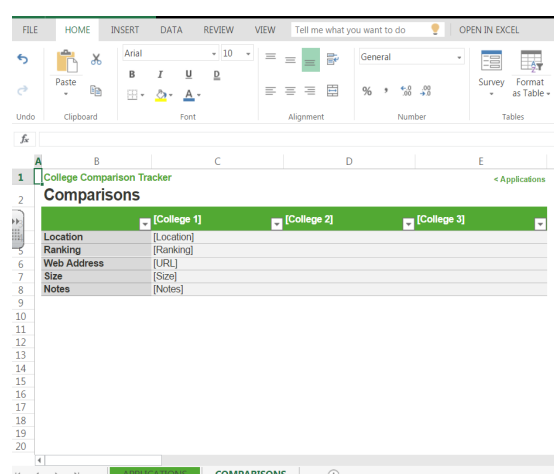 FILE HOME INSERT DATA REVIEW VIEW Tell me what you want to do OPEN IN EXCEL
Arial 10 General
B I U D
Paste Survey Format as Table
% , .00 .00
Undo Clipboard Font Alignment Number Tables
fx
A B C D E
1 College Comparison Tracker < Applications
2 Comparisons
[College 1] [College 2] [College 3]
Location [Location]
5 Ranking [Ranking]
6 Web Address [URL]
7 Size [Size]
8 Notes [Notes]
9
10
11
12
13
14
15
16
17
18
19
20
APPLICATIONS COMPARISONS